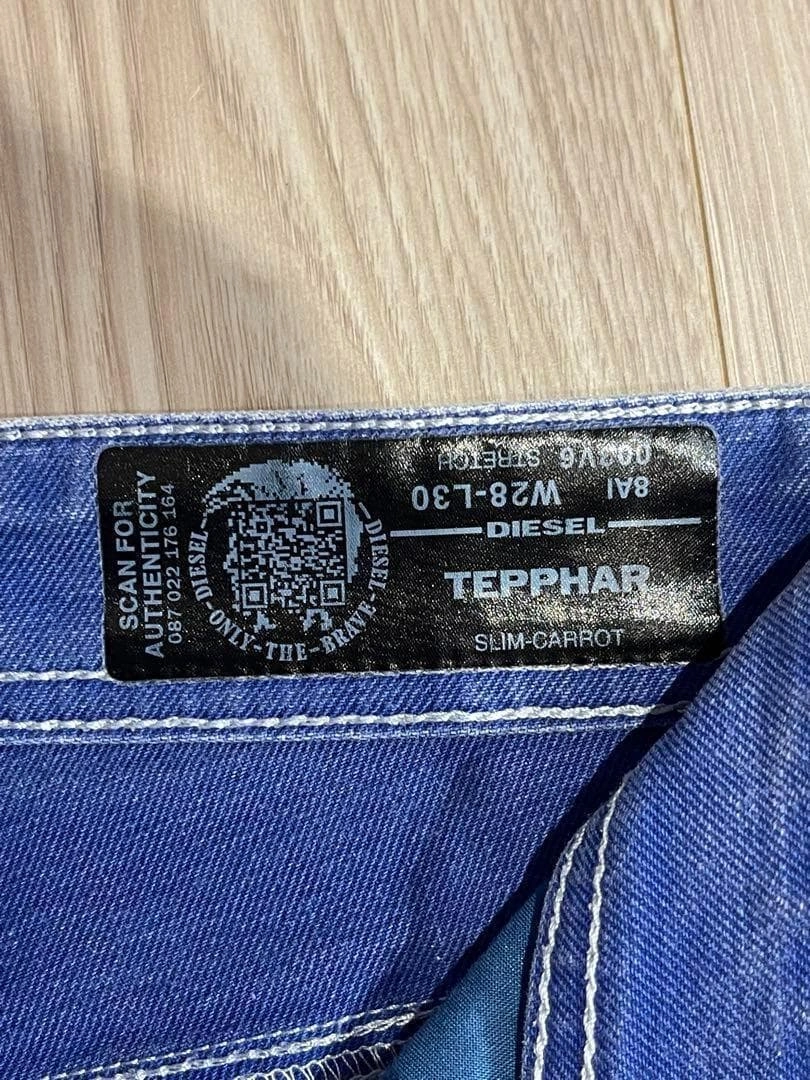 SCAN FOR
AUTHENTICITY
087 022 176 164
DIESEL-ONLY-THE-BRAVE-DIESEL
8AI W28-L30
009V6 STRETCH
DIESEL
TEPPHAR
SLIM-CARROT